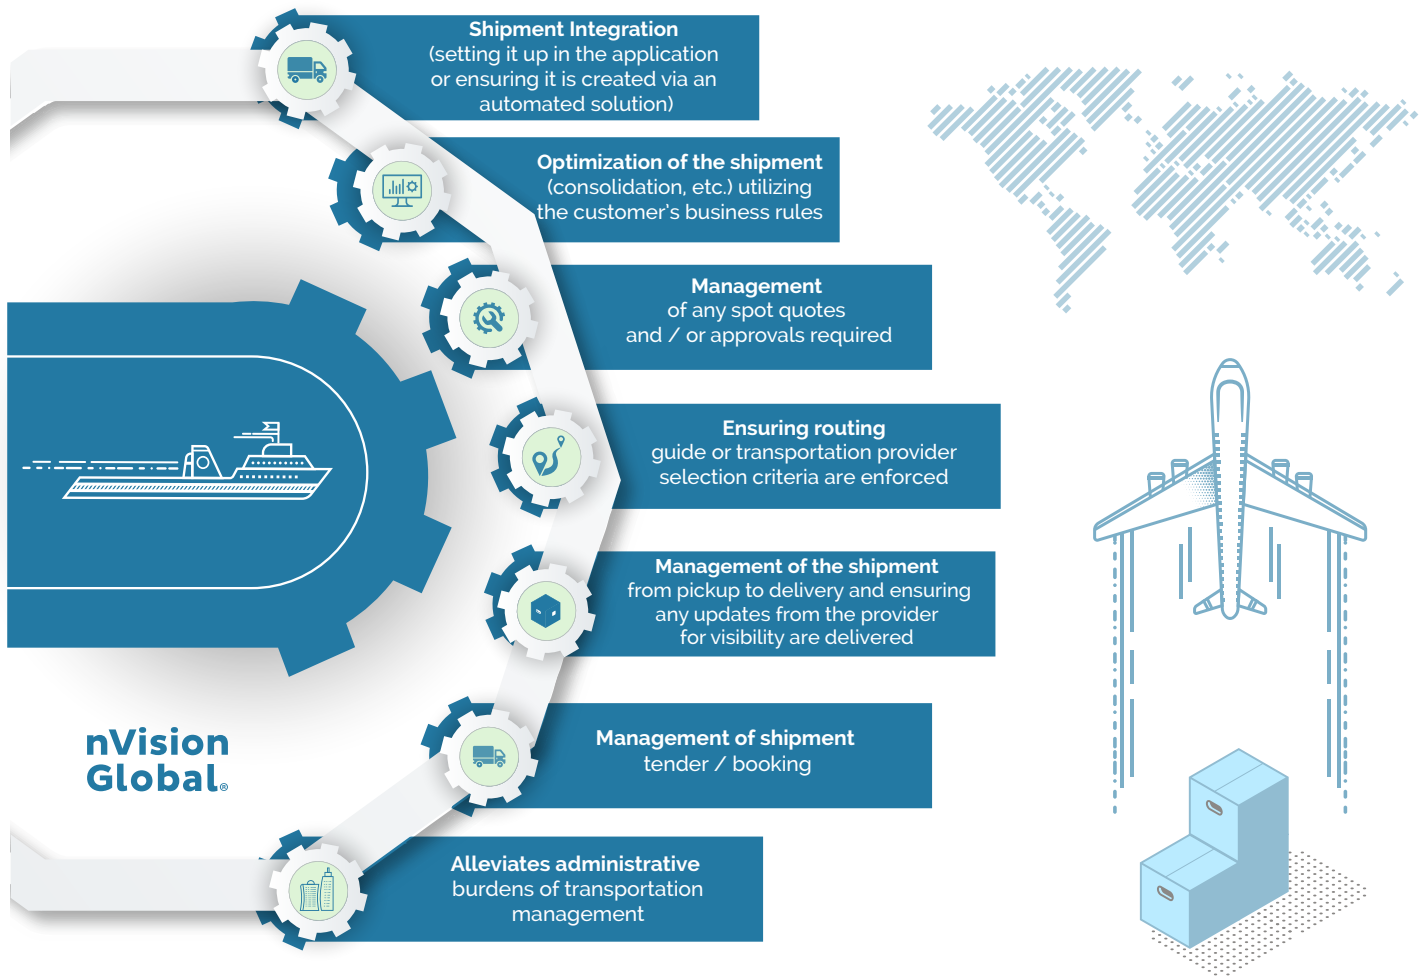 Shipment Integration
(setting it up in the application
or ensuring it is created via an
automated solution)
Optimization of the shipment
(consolidation, etc.) utilizing
the customer's business rules
Management
of any spot quotes
and / or approvals required
Ensuring routing
guide or transportation provider
selection criteria are enforced
Management of the shipment
from pickup to delivery and ensuring
any updates from the provider
for visibility are delivered
Management of shipment
tender / booking
Alleviates administrative
burdens of transportation
management
nVision
Global®